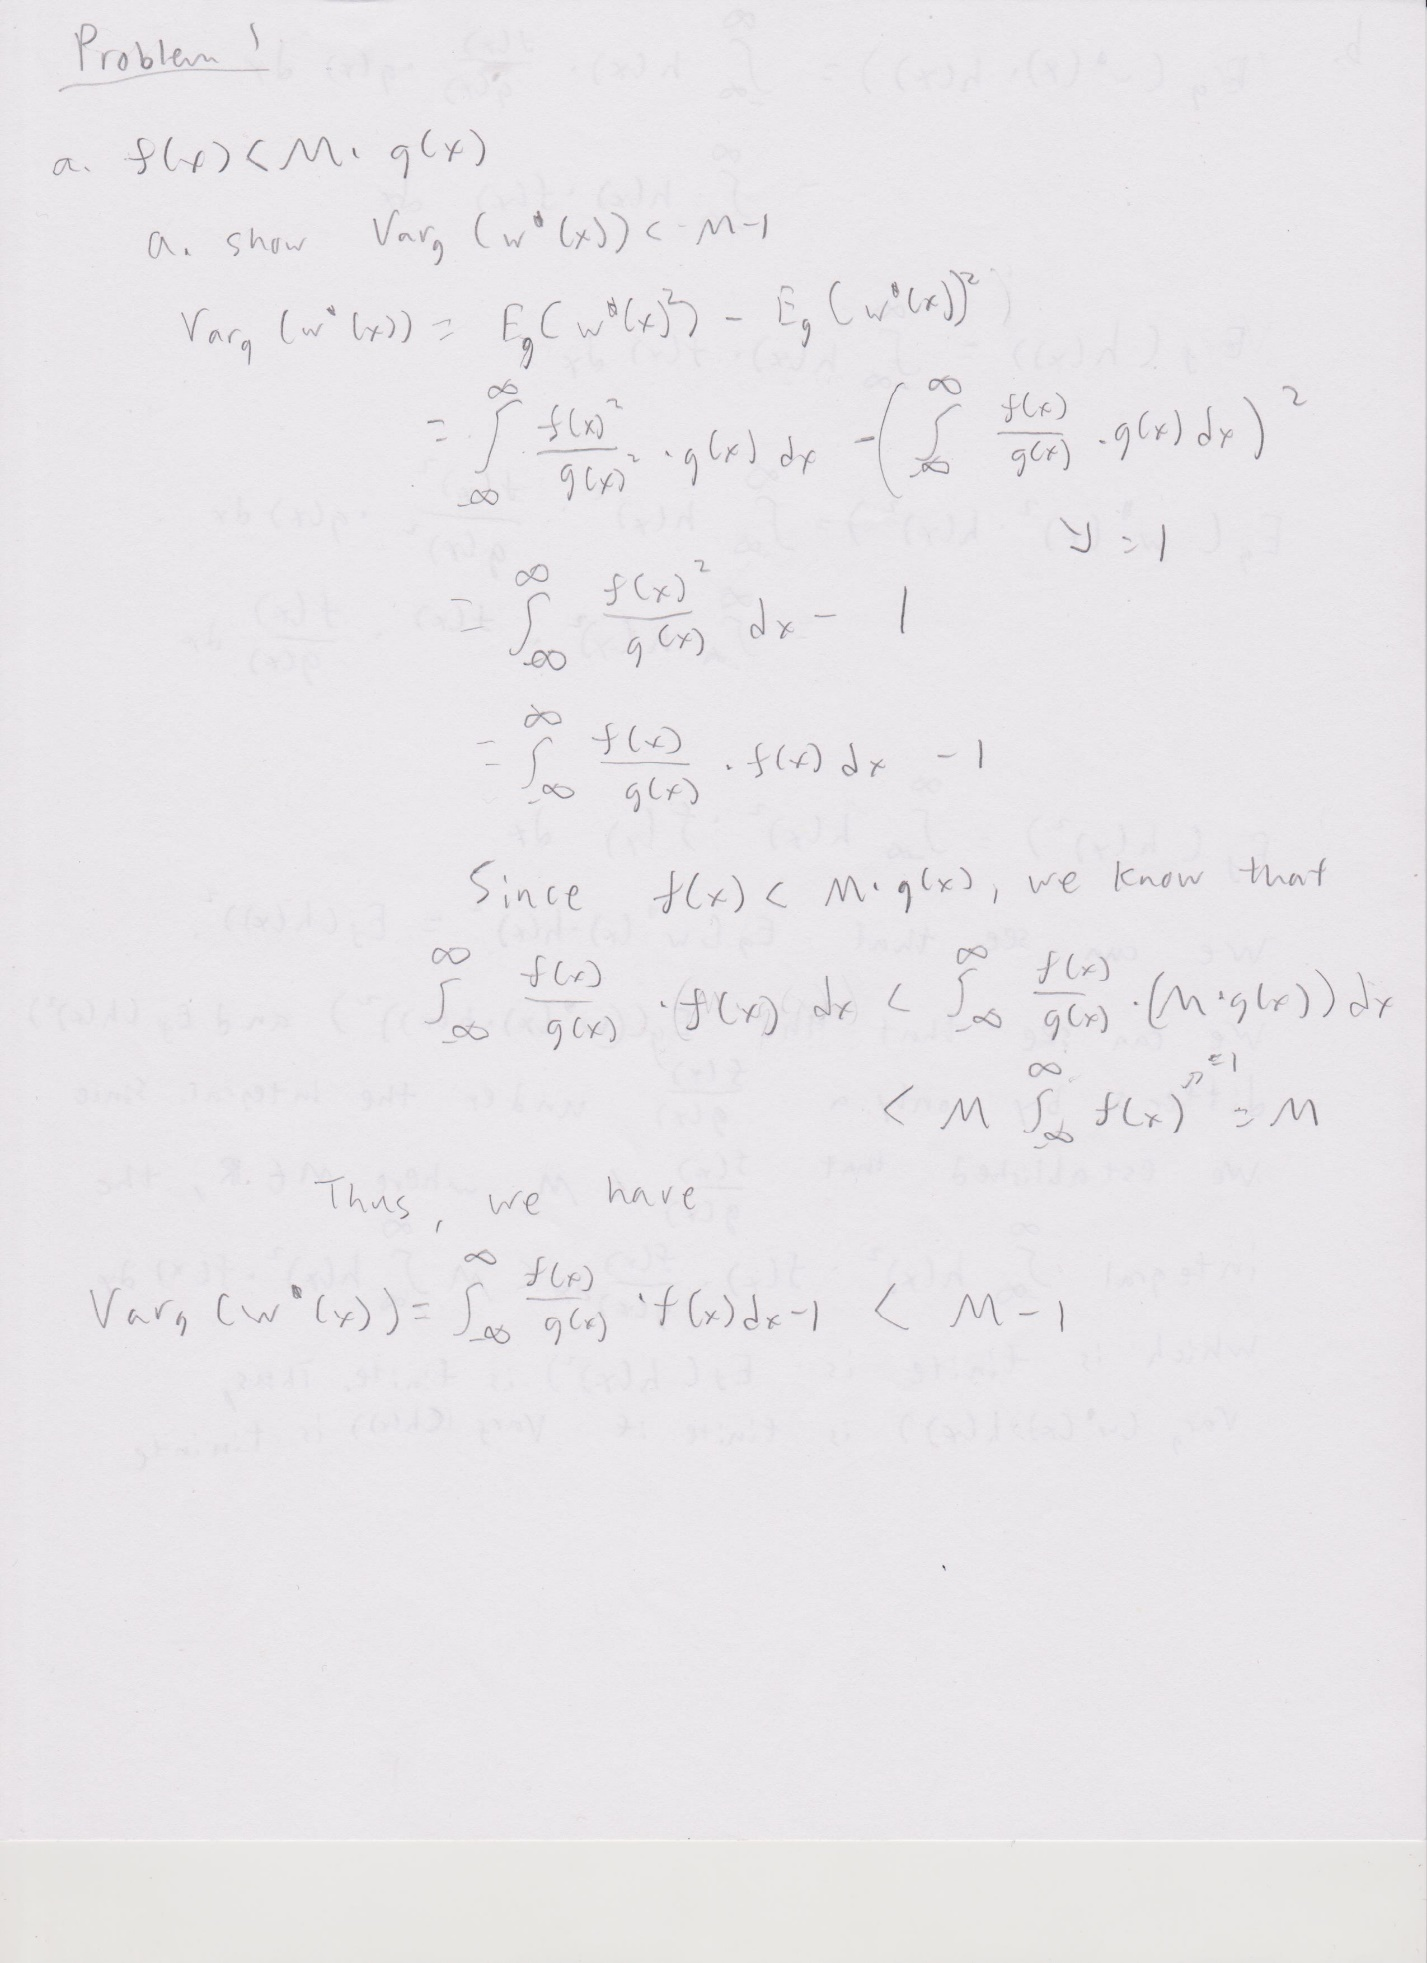 Problem 1
a. f(x) < M · g(x)
a. show Var_g (w*(x)) < M-1
Var_g (w*(x)) = E_g(w*(x)²) - E_g(w*(x))²
= ∫_{-∞}^{∞} f(x)²/g(x)² · g(x) dx - (∫_{-∞}^{∞} f(x)/g(x) · g(x) dx)²
↘ = 1
= ∫_{-∞}^{∞} f(x)²/g(x) dx - 1
= ∫_{-∞}^{∞} f(x)/g(x) · f(x) dx - 1
Since f(x) < M·g(x), we know that
∫_{-∞}^{∞} f(x)/g(x) · f(x) dx < ∫_{-∞}^{∞} f(x)/g(x) · (M·g(x)) dx
< M ∫_{-∞}^{∞} f(x) ↗=1 = M
Thus, we have
Var_g (w*(x)) = ∫_{-∞}^{∞} f(x)/g(x) · f(x) dx - 1 < M - 1